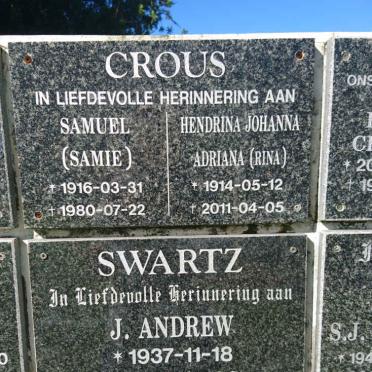 CROUS
IN LIEFDEVOLLE HERINNERING AAN
SAMUEL
(SAMIE)
* 1916-03-31
† 1980-07-22
HENDRINA JOHANNA
ADRIANA (RINA)
* 1914-05-12
† 2011-04-05
SWARTZ
In Liefdevolle Herinnering aan
J. ANDREW
* 1937-11-18
ONS
S.J.